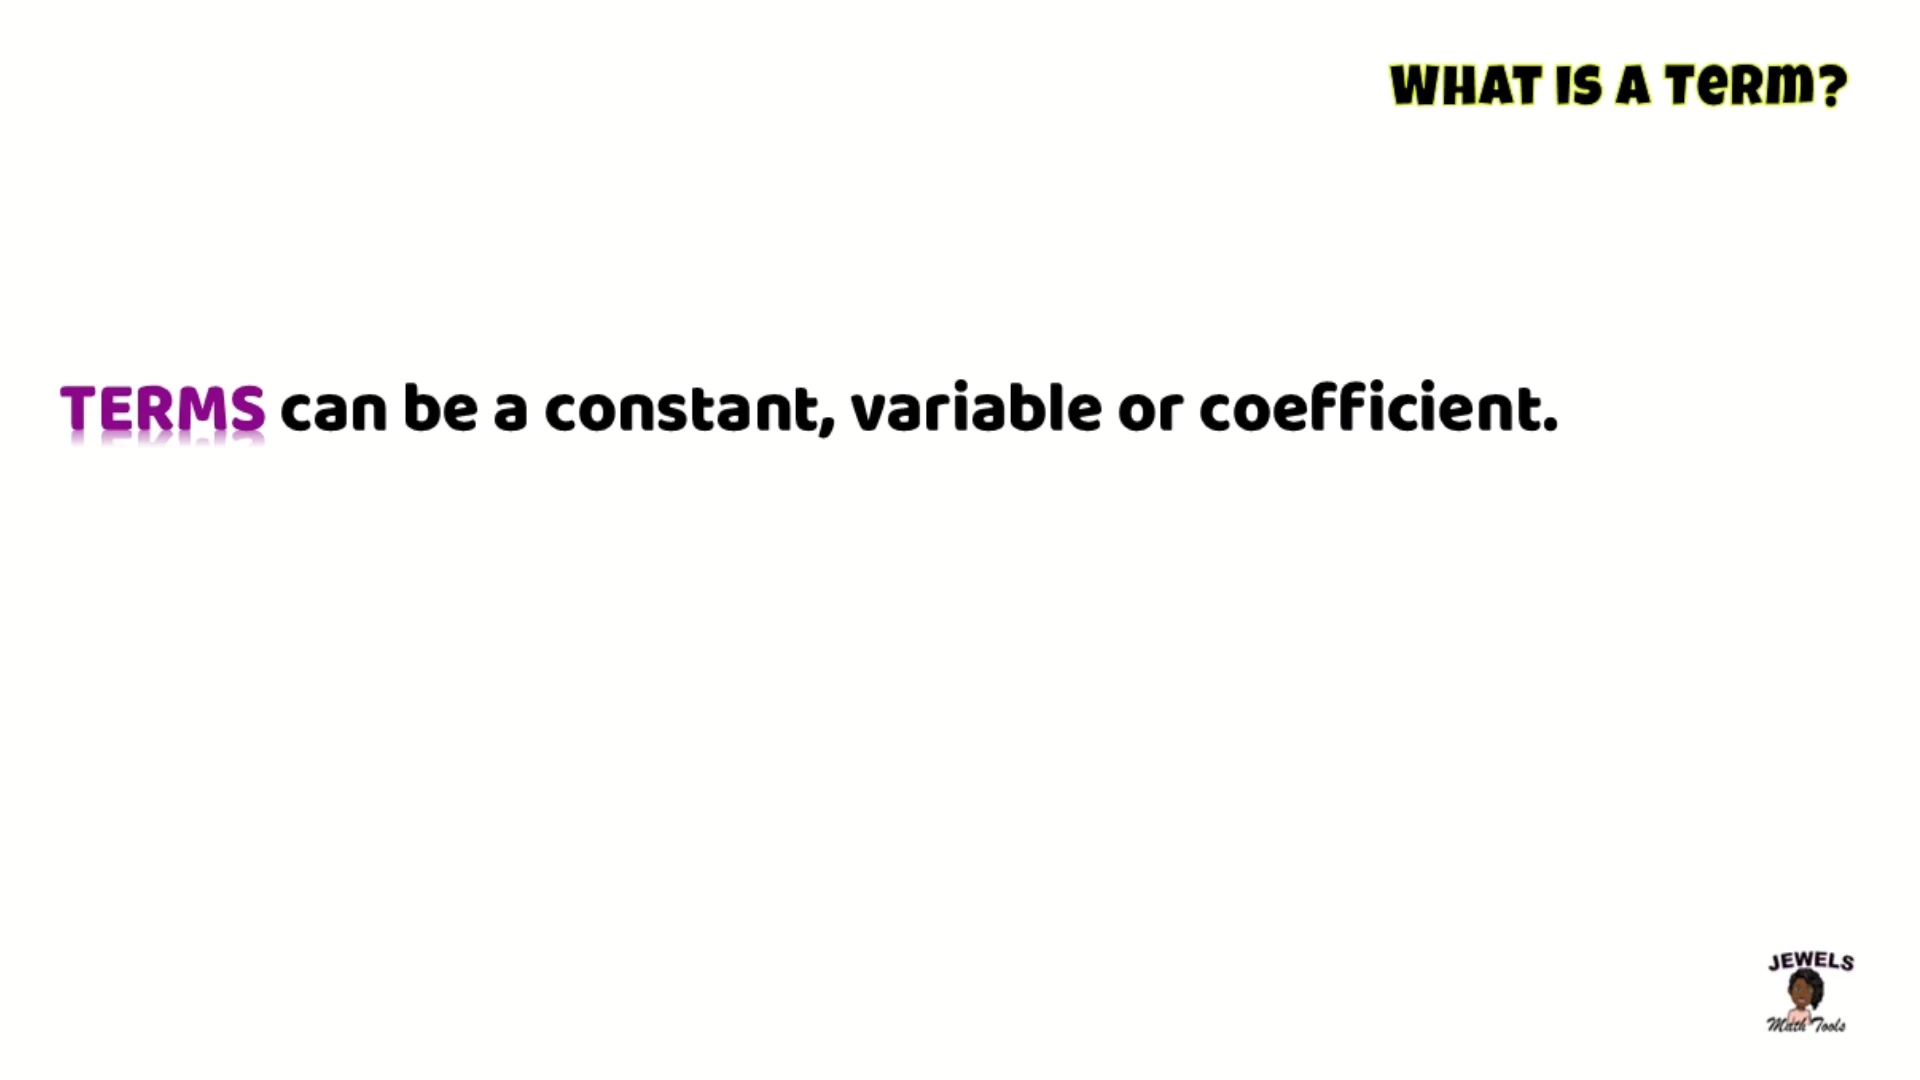 WHAT IS A TeRm?
TERMS can be a constant, variable or coefficient.
JEWELS
Math Tools